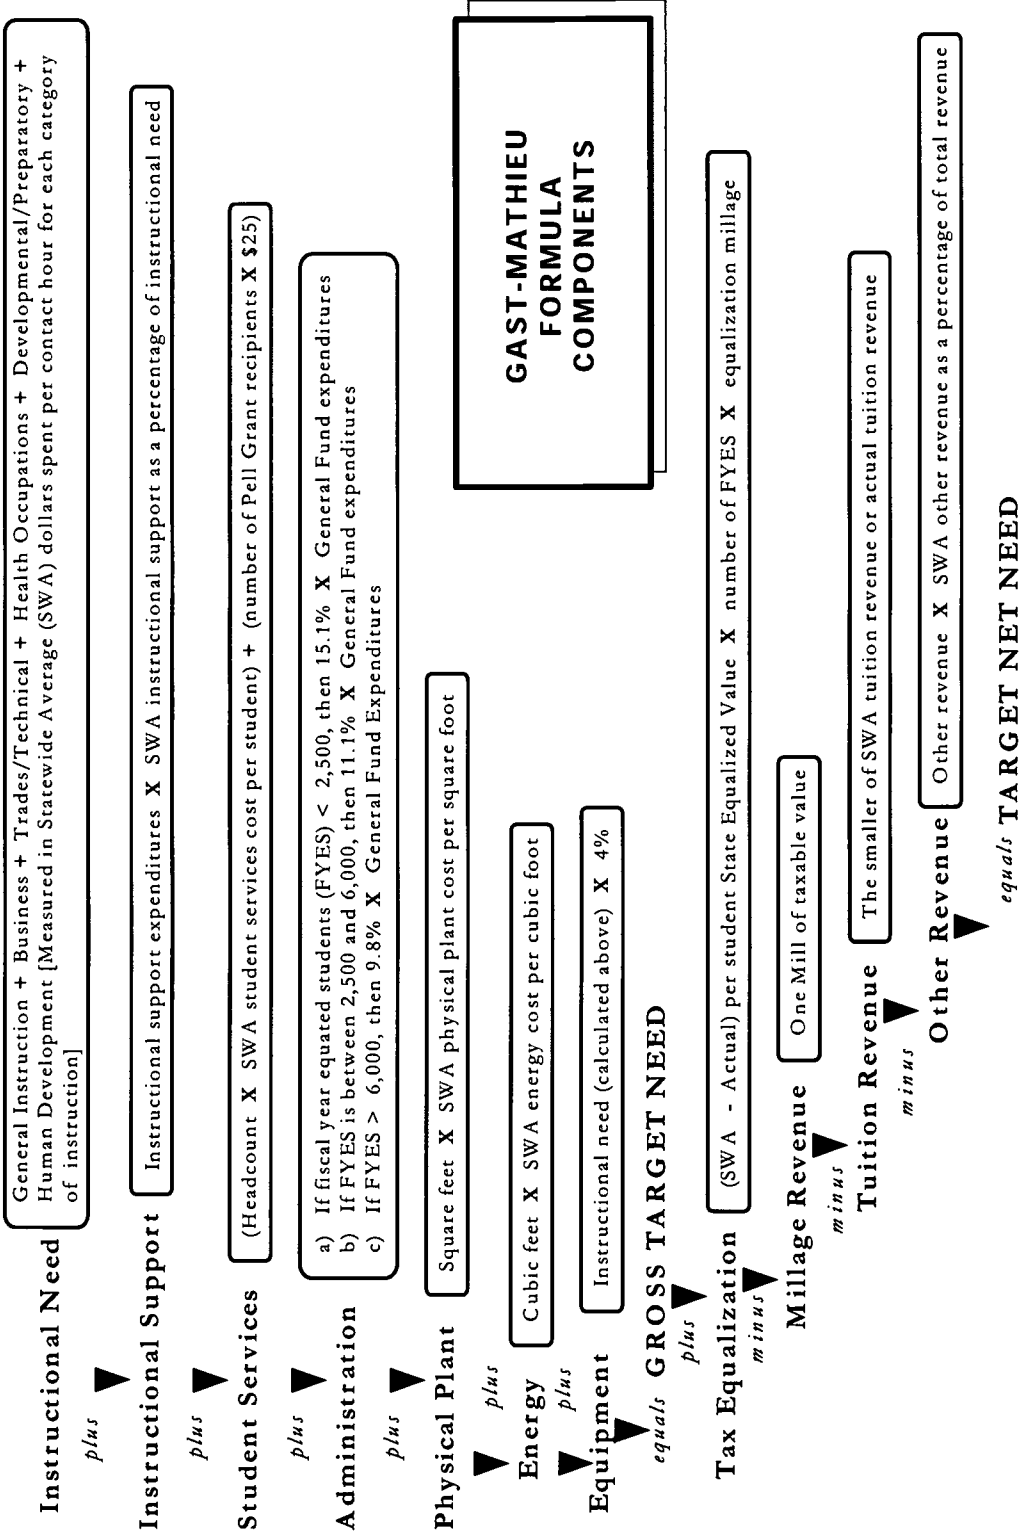 Instructional Need
General Instruction + Business + Trades/Technical + Health Occupations + Developmental/Preparatory +
Human Development [Measured in Statewide Average (SWA) dollars spent per contact hour for each category
of instruction]
plus
Instructional Support
Instructional support expenditures X SWA instructional support as a percentage of instructional need
plus
Student Services
(Headcount X SWA student services cost per student) + (number of Pell Grant recipients X $25)
plus
Administration
a) If fiscal year equated students (FYES) < 2,500, then 15.1% X General Fund expenditures
b) If FYES is between 2,500 and 6,000, then 11.1% X General Fund expenditures
c) If FYES > 6,000, then 9.8% X General Fund Expenditures
plus
Physical Plant
Square feet X SWA physical plant cost per square foot
plus
Energy
Cubic feet X SWA energy cost per cubic foot
plus
Equipment
Instructional need (calculated above) X 4%
equals GROSS TARGET NEED
plus
Tax Equalization
(SWA - Actual) per student State Equalized Value X number of FYES X equalization millage
minus
Millage Revenue
One Mill of taxable value
minus
Tuition Revenue
The smaller of SWA tuition revenue or actual tuition revenue
minus
Other Revenue
Other revenue X SWA other revenue as a percentage of total revenue
equals TARGET NET NEED
GAST-MATHIEU
FORMULA
COMPONENTS